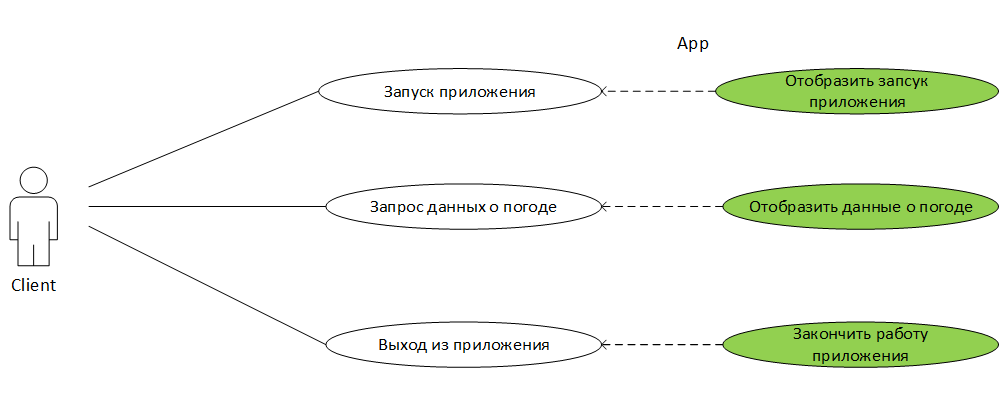 App
Запуск приложения
Отобразить запсук
приложения
Запрос данных о погоде
Отобразить данные о погоде
Client
Выход из приложения
Закончить работу
приложения